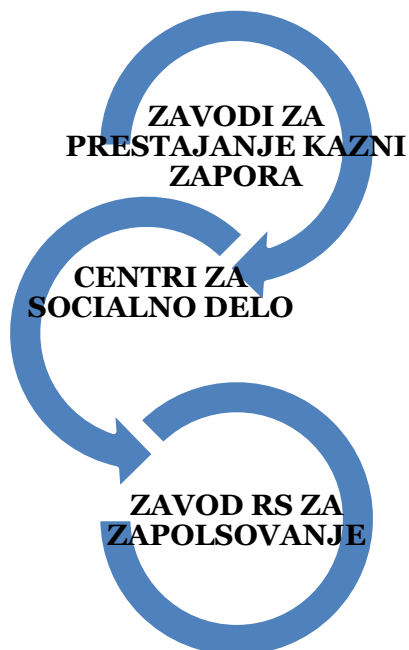 ZAVODI ZA
PRESTAJANJE KAZNI
ZAPORA
CENTRI ZA
SOCIALNO DELO
ZAVOD RS ZA
ZAPOLSOVANJE